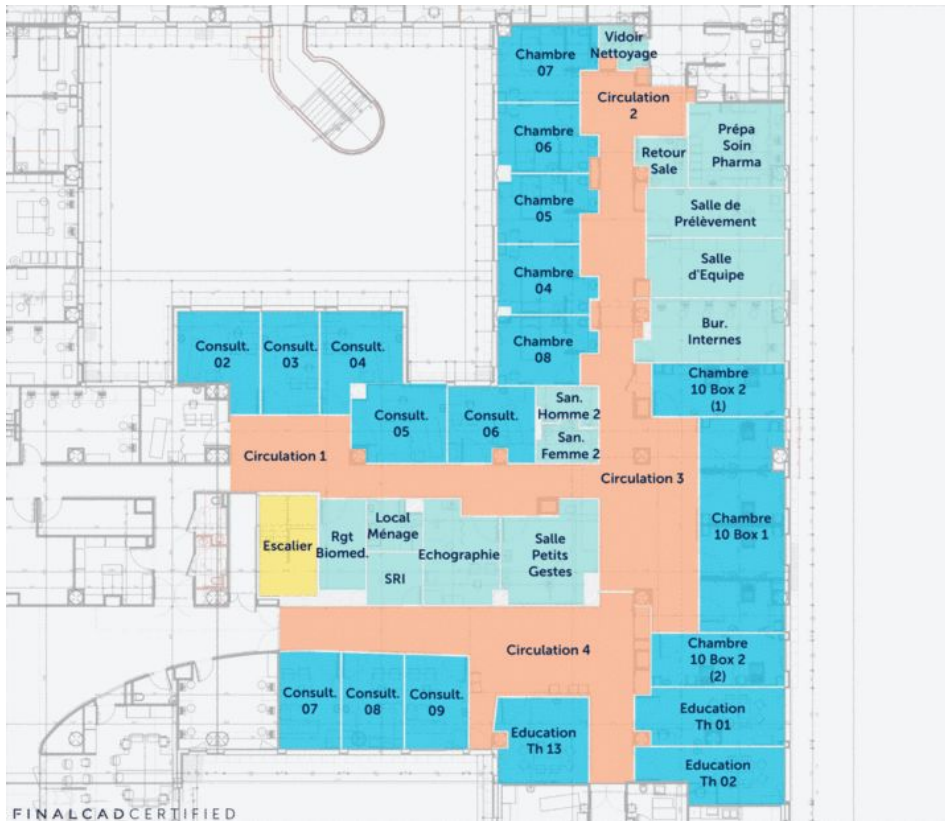 Vidoir
Nettoyage
Chambre
07
Circulation
2
Chambre
06
Retour
Sale
Prépa
Soin
Pharma
Chambre
05
Salle de
Prélèvement
Chambre
04
Salle
d'Equipe
Chambre
08
Bur.
Internes
Consult.
02
Consult.
03
Consult.
04
Chambre
10 Box 2
(1)
Consult.
05
Consult.
06
San.
Homme 2
San.
Femme 2
Circulation 1
Circulation 3
Chambre
10 Box 1
Escalier
Rgt
Biomed.
Local
Ménage
SRI
Echographie
Salle
Petits
Gestes
Circulation 4
Chambre
10 Box 2
(2)
Consult.
07
Consult.
08
Consult.
09
Education
Th 13
Education
Th 01
Education
Th 02
FINALCADCERTIFIED